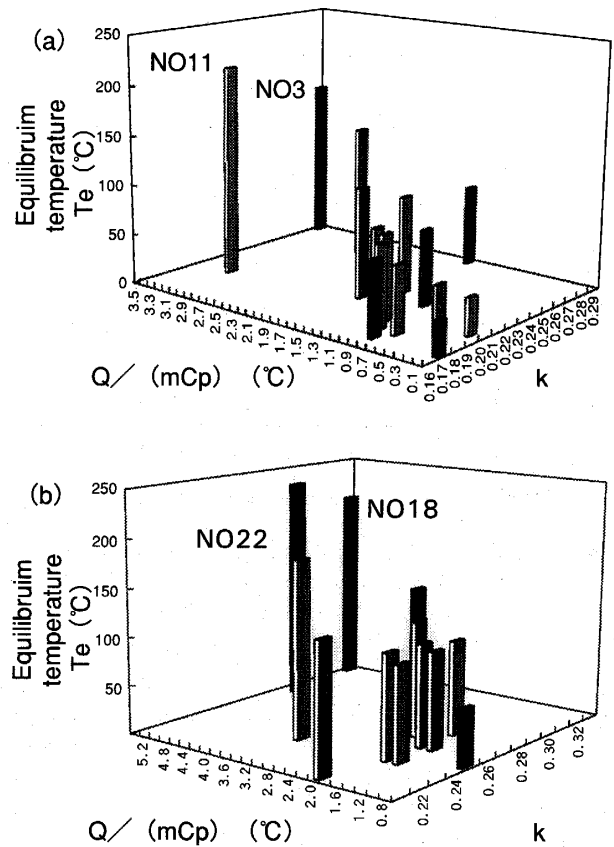 (a)
250
200
150
100
50
0
Equilibruim
temperature
Te (℃)
NO11
NO3
3.5 3.3 3.1 2.9 2.7 2.5 2.3 2.1 1.9 1.7 1.5 1.3 1.1 0.9 0.7 0.5 0.3 0.1
0.16 0.17 0.18 0.19 0.20 0.21 0.22 0.23 0.24 0.25 0.26 0.27 0.28 0.29
Q／ (mCp) (℃)
k
(b)
250
200
150
100
50
Equilibruim
temperature
Te (℃)
NO22
NO18
5.2 4.8 4.4 4.0 3.6 3.2 2.8 2.4 2.0 1.6 1.2 0.8
0.22 0.24 0.26 0.28 0.30 0.32
Q／ (mCp) (℃)
k